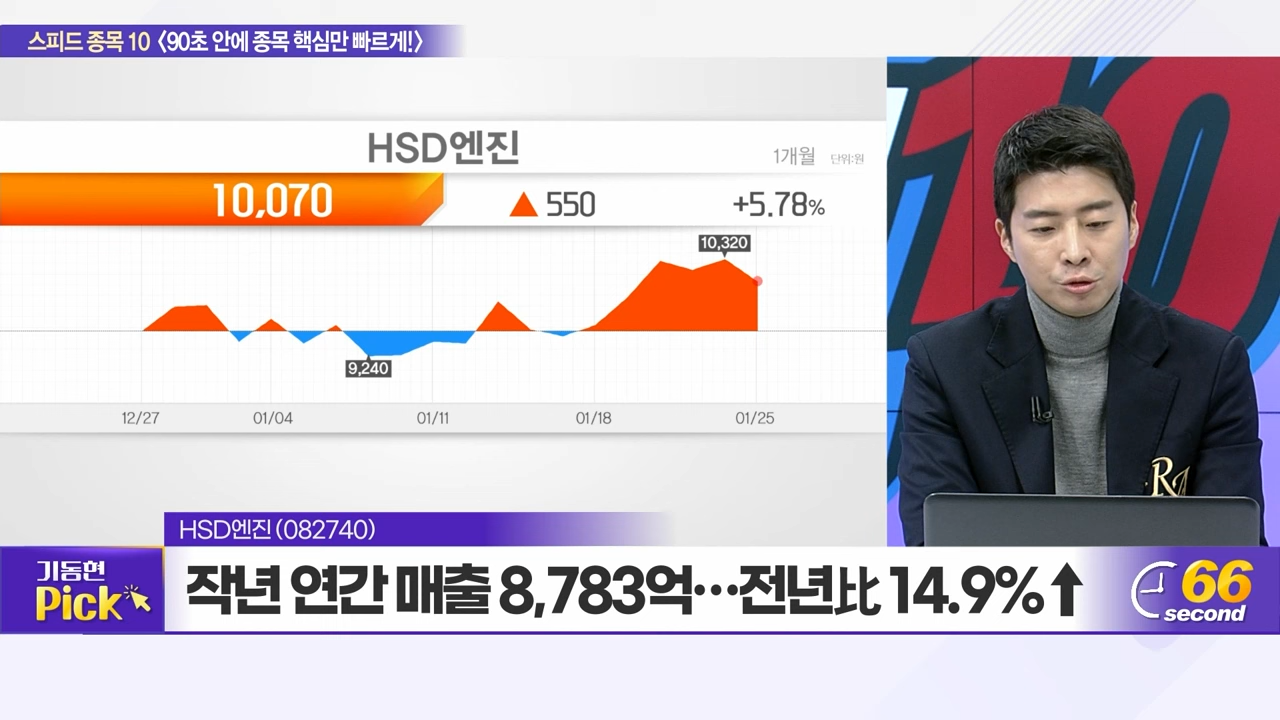 스피드 종목 10 〈90초 안에 종목 핵심만 빠르게!〉
HSD엔진
1개월 단위:원
10,070 ▲ 550 +5.78%
10,320
9,240
12/27 01/04 01/11 01/18 01/25
10
HSD엔진(082740)
기동현
Pick
작년 연간 매출 8,783억…전년比 14.9%↑
66
second